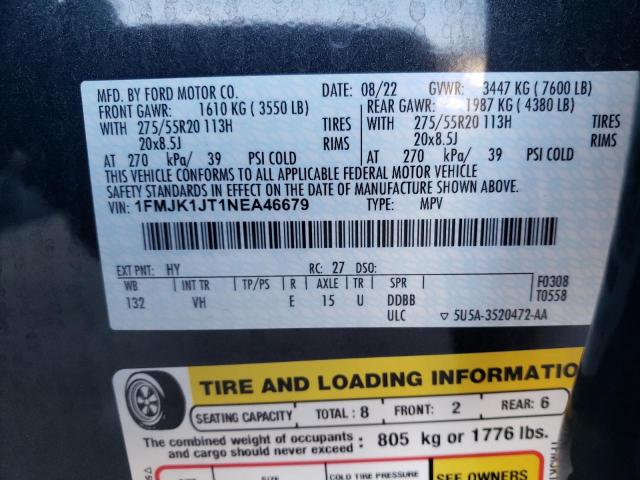 MFD. BY FORD MOTOR CO. DATE: 08/22 GVWR: 3447 KG ( 7600 LB)
FRONT GAWR: 1610 KG ( 3550 LB) REAR GAWR: 1987 KG ( 4380 LB)
WITH 275/55R20 113H TIRES WITH 275/55R20 113H TIRES
20x8.5J RIMS 20x8.5J RIMS
AT 270 kPa/ 39 PSI COLD AT 270 kPa/ 39 PSI COLD
THIS VEHICLE CONFORMS TO ALL APPLICABLE FEDERAL MOTOR VEHICLE
SAFETY STANDARDS IN EFFECT ON THE DATE OF MANUFACTURE SHOWN ABOVE.
VIN: 1FMJK1JT1NEA46679 TYPE: MPV
EXT PNT: HY RC: 27 DSO:
WB INT TR TP/PS R AXLE TR SPR F0308
132 VH E 15 U DDBB T0558
ULC ▽ 5U5A-3520472-AA
TIRE AND LOADING INFORMATIO
SEATING CAPACITY TOTAL : 8 FRONT: 2 REAR: 6
The combined weight of occupants and cargo should never exceed : 805 kg or 1776 lbs.
SIZE COLD TIRE PRESSURE SEE OWNERS